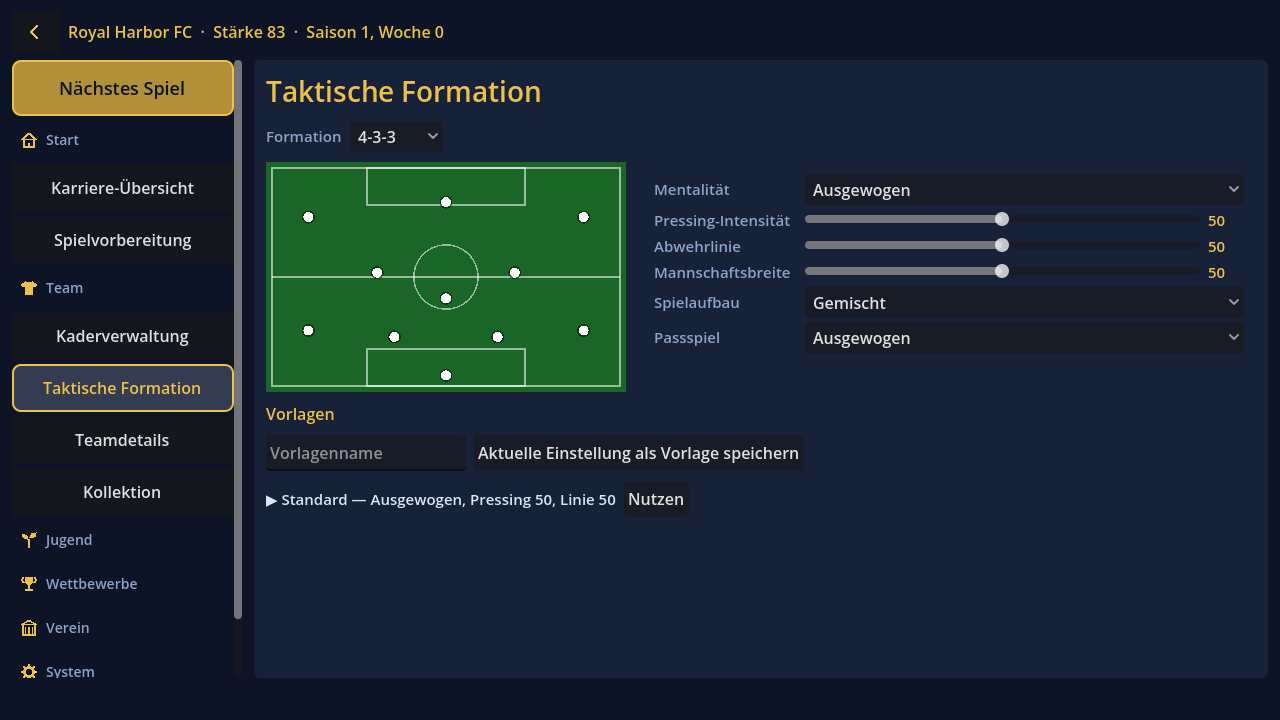 Royal Harbor FC · Stärke 83 · Saison 1, Woche 0
Nächstes Spiel
Start
Karriere-Übersicht
Spielvorbereitung
Team
Kaderverwaltung
Taktische Formation
Teamdetails
Kollektion
Jugend
Wettbewerbe
Verein
System
Taktische Formation
Formation 4-3-3
Mentalität Ausgewogen
Pressing-Intensität 50
Abwehrlinie 50
Mannschaftsbreite 50
Spielaufbau Gemischt
Passspiel Ausgewogen
Vorlagen
Vorlagenname Aktuelle Einstellung als Vorlage speichern
▶ Standard — Ausgewogen, Pressing 50, Linie 50 Nutzen